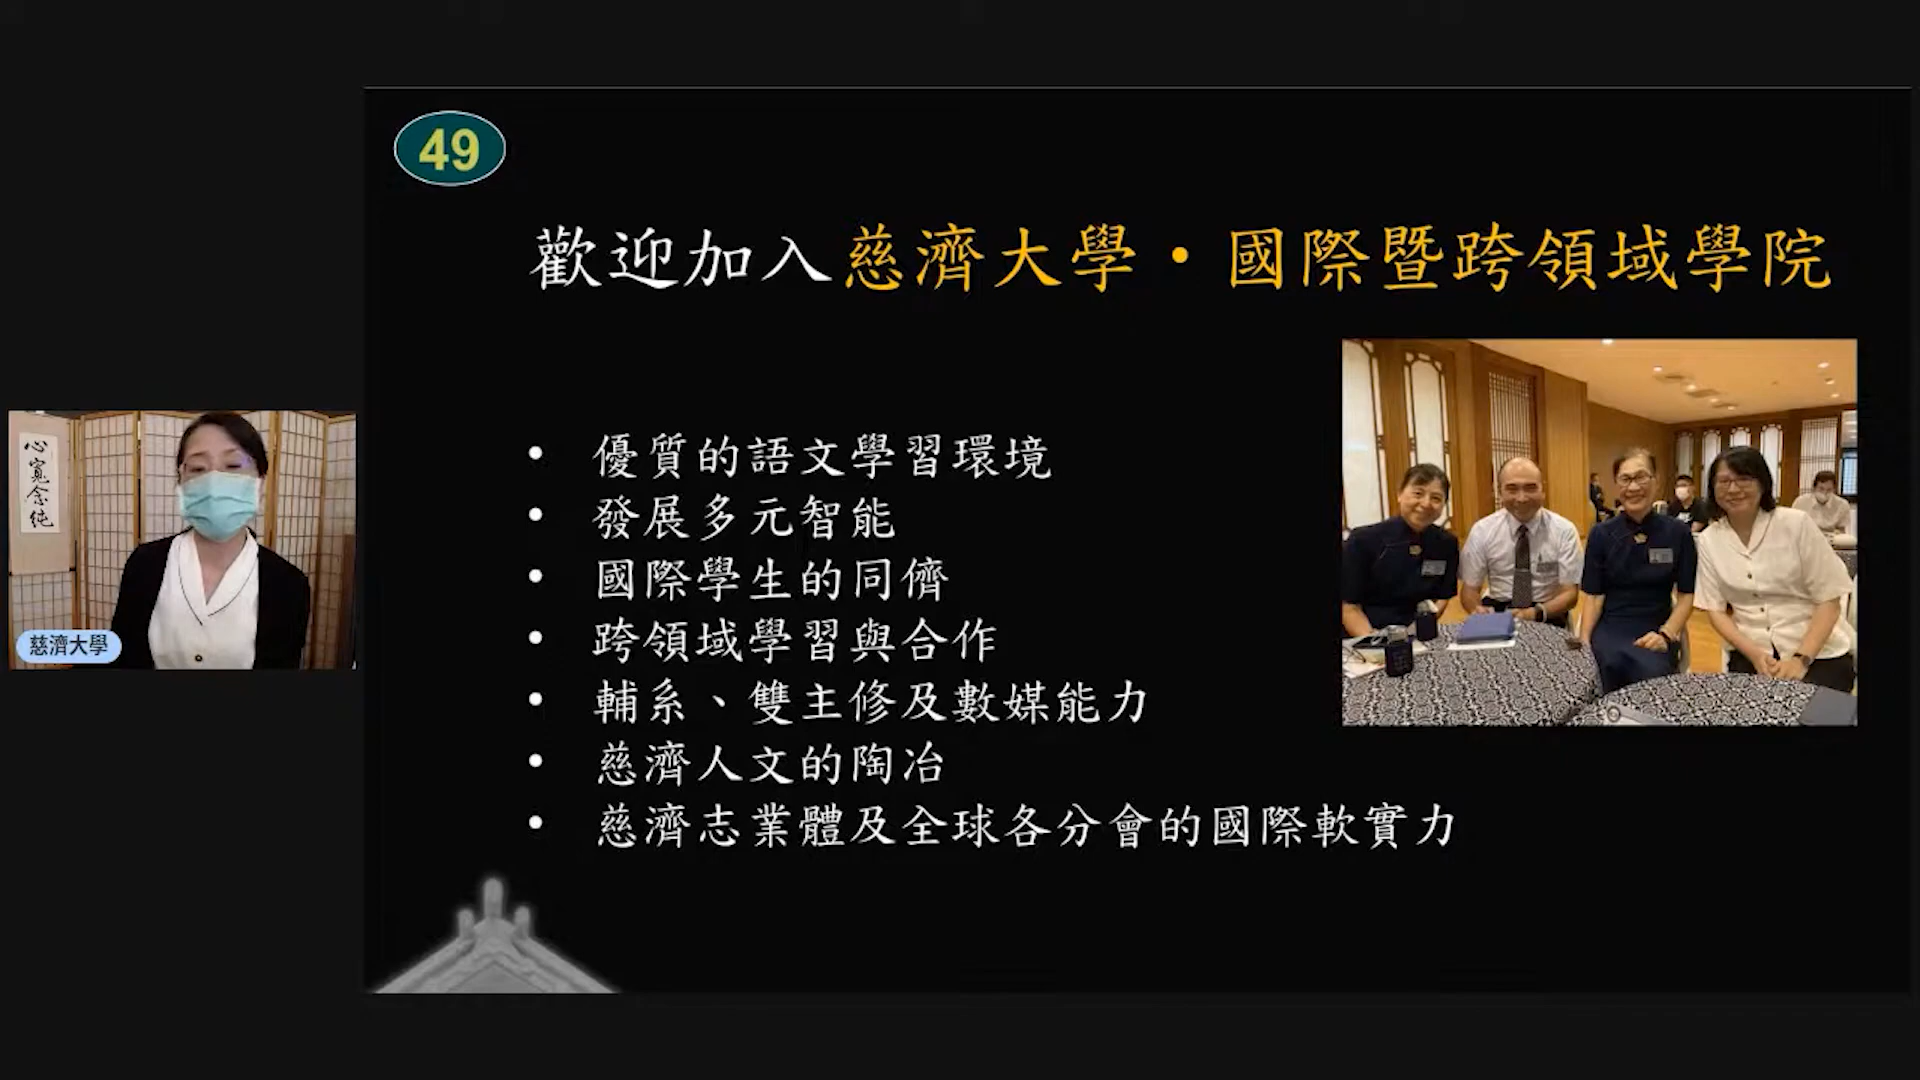 49
歡迎加入慈濟大學・國際暨跨領域學院
• 優質的語文學習環境
• 發展多元智能
• 國際學生的同儕
• 跨領域學習與合作
• 輔系、雙主修及數媒能力
• 慈濟人文的陶冶
• 慈濟志業體及全球各分會的國際軟實力
心寬念純
慈濟大學